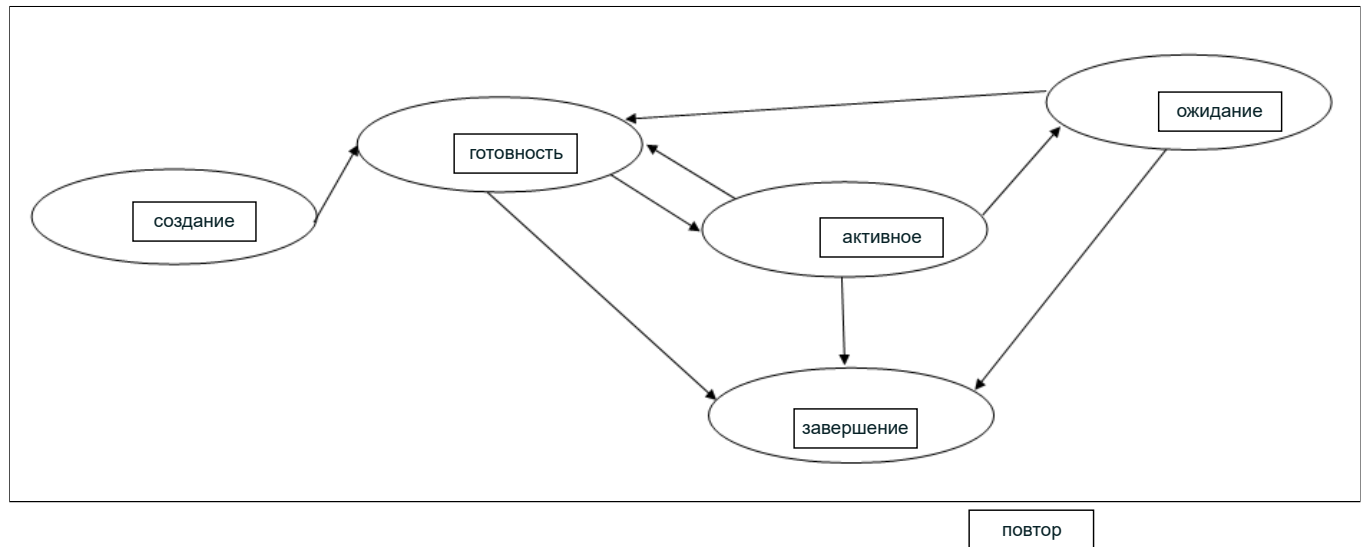 ожидание
готовность
создание
активное
завершение
повтор